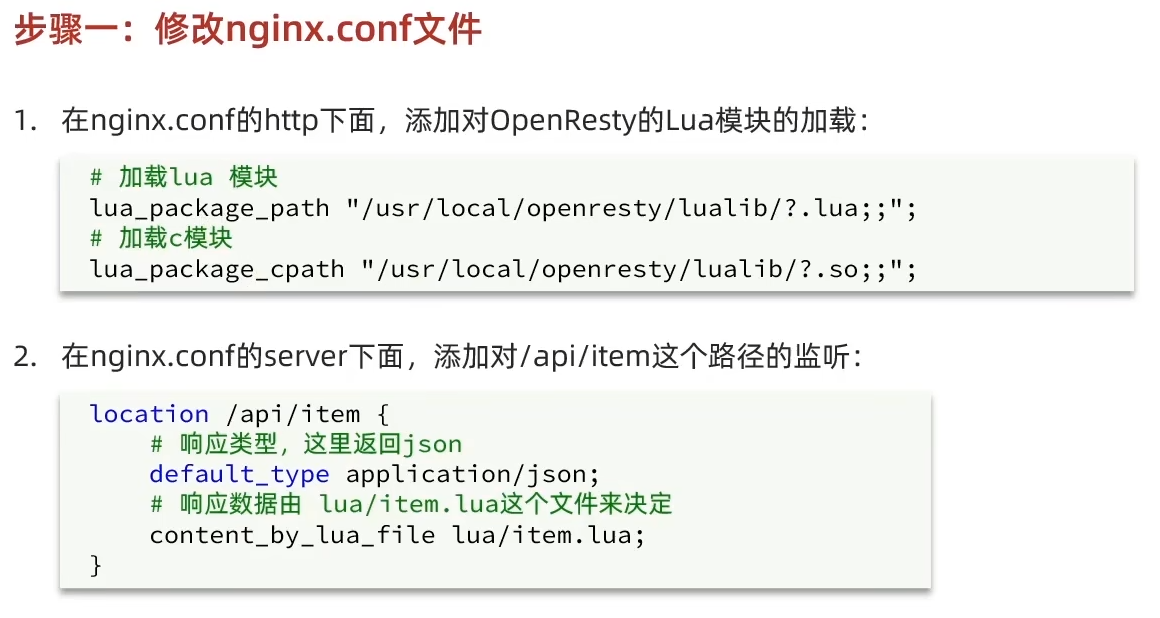 步骤一：修改nginx.conf文件
1. 在nginx.conf的http下面，添加对OpenResty的Lua模块的加载：
# 加载lua 模块
lua_package_path "/usr/local/openresty/lualib/?.lua;;";
# 加载c模块
lua_package_cpath "/usr/local/openresty/lualib/?.so;;";
2. 在nginx.conf的server下面，添加对/api/item这个路径的监听：
location /api/item {
    # 响应类型，这里返回json
    default_type application/json;
    # 响应数据由 lua/item.lua这个文件来决定
    content_by_lua_file lua/item.lua;
}